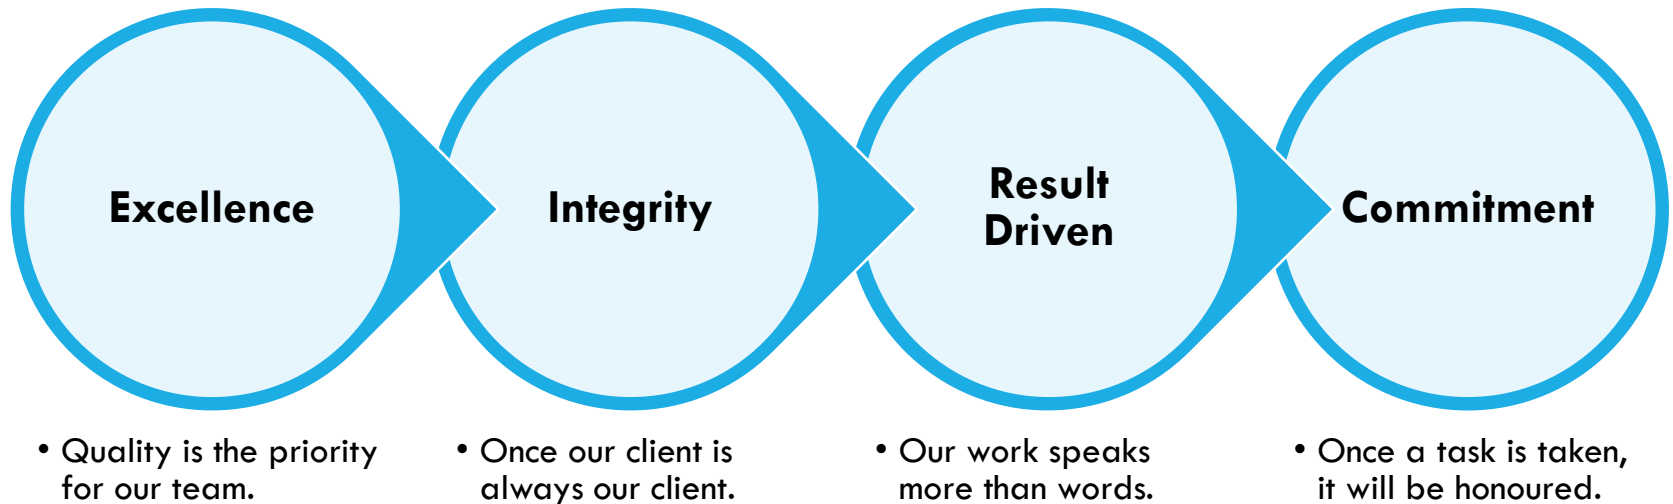 Excellence
Integrity
Result
Driven
Commitment
• Quality is the priority
for our team.
• Once our client is
always our client.
• Our work speaks
more than words.
• Once a task is taken,
it will be honoured.